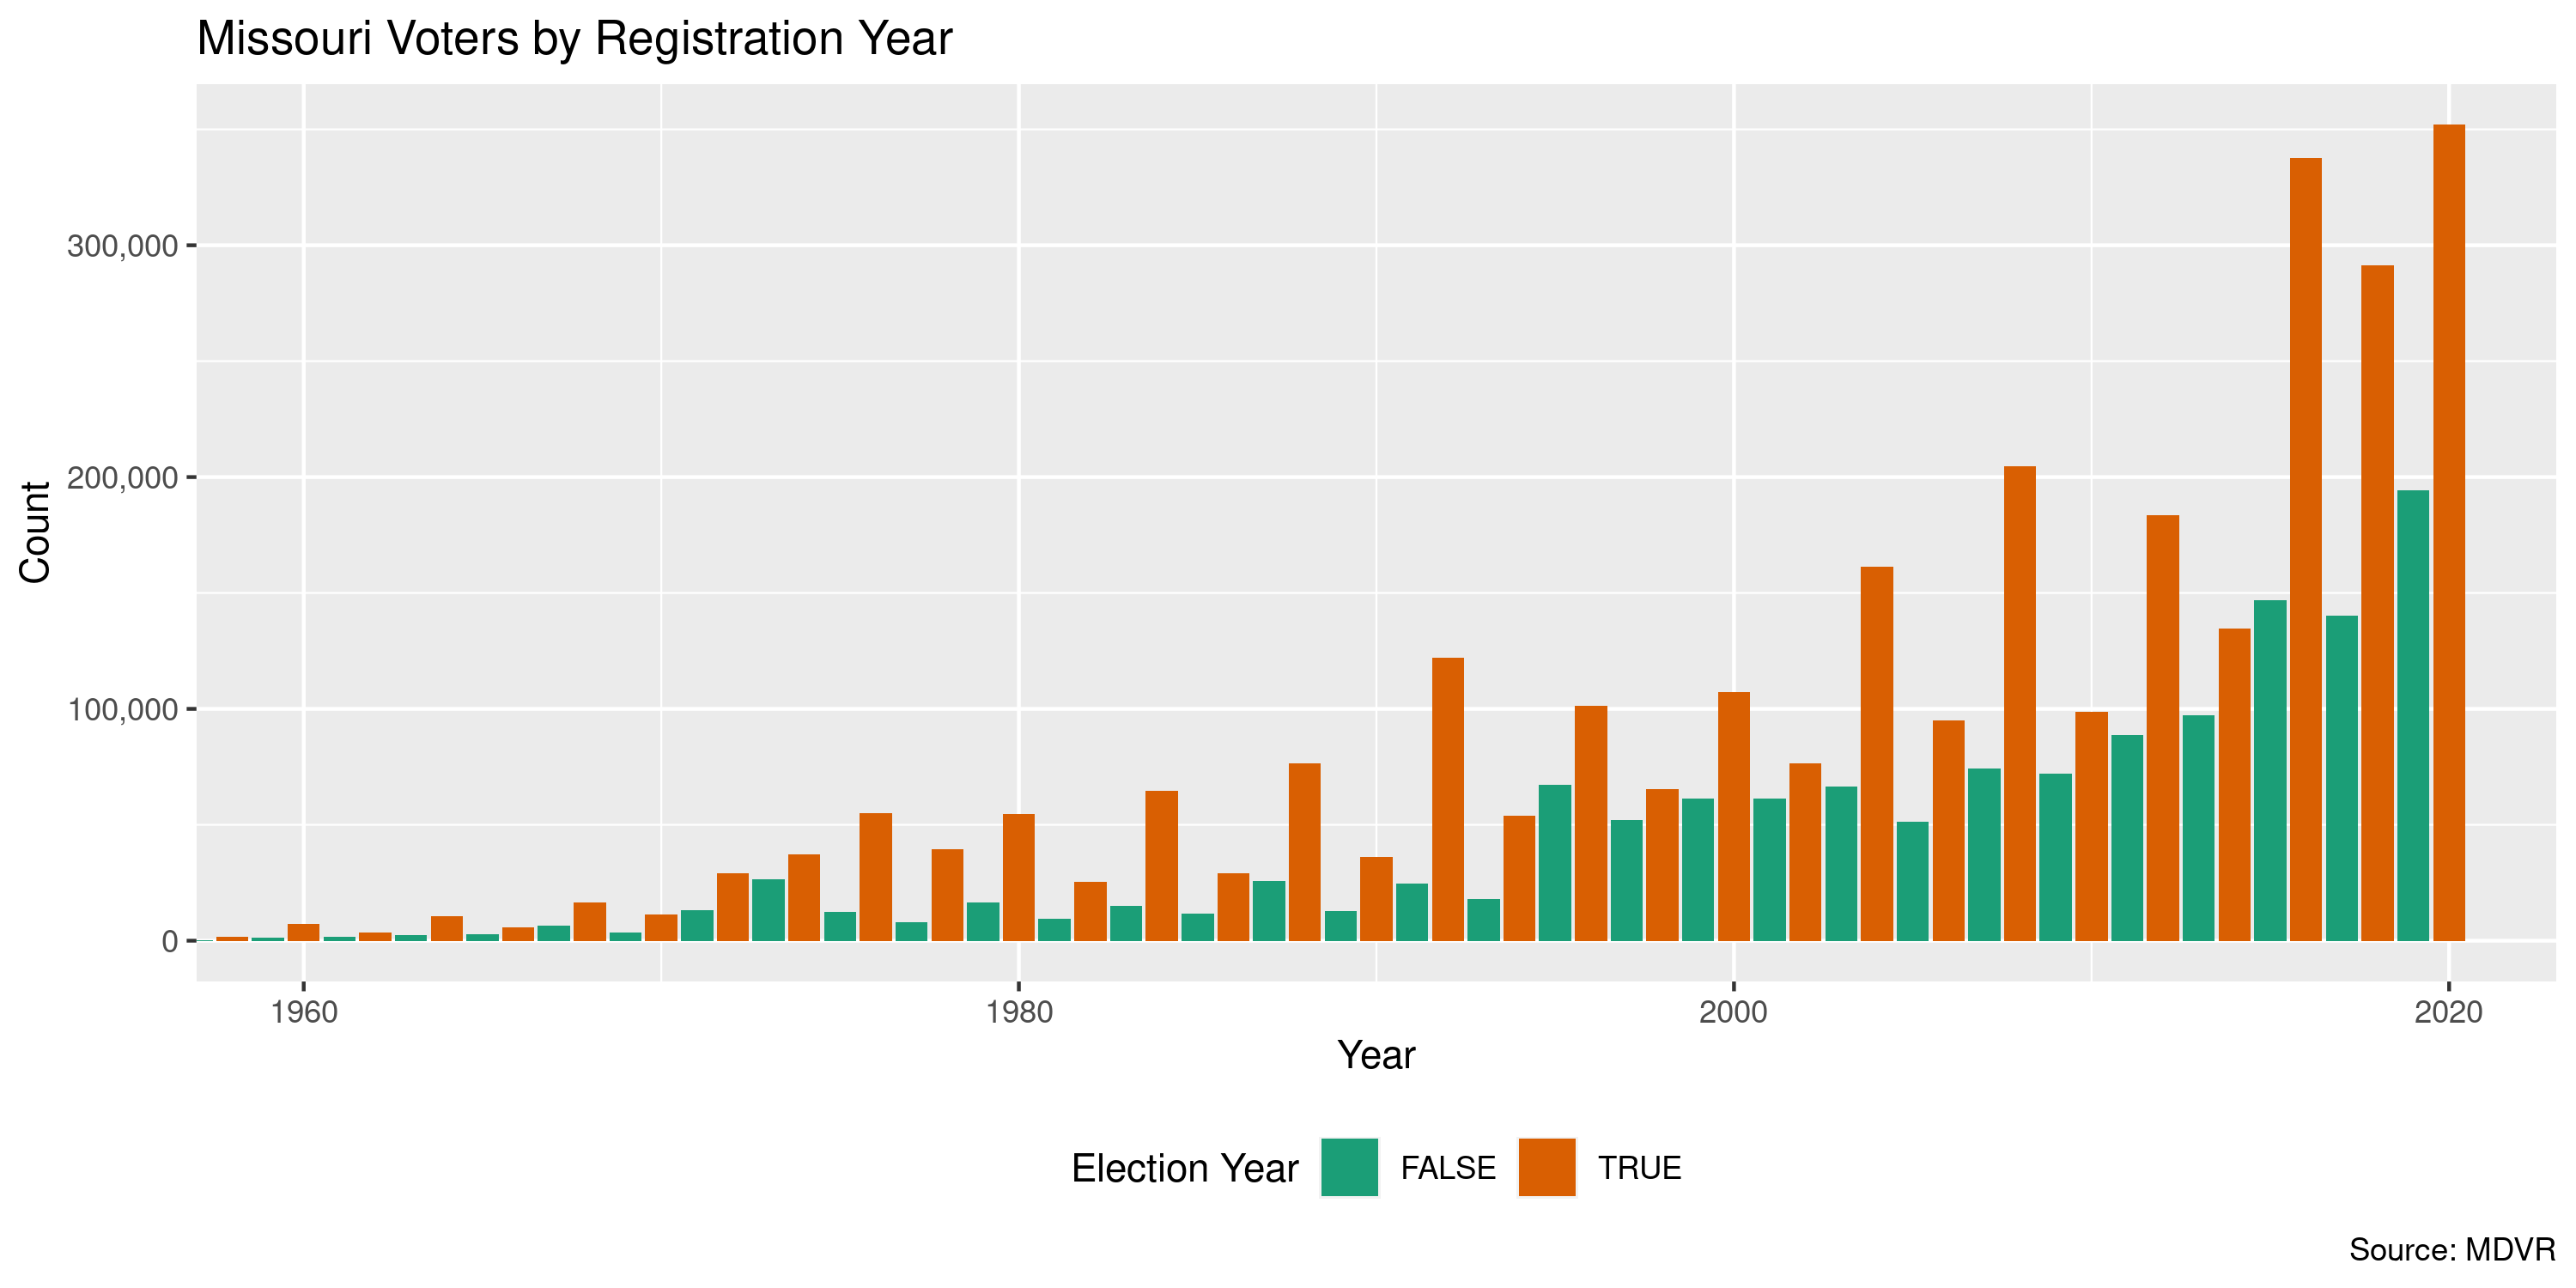 Missouri Voters by Registration Year
300,000
200,000
100,000
0
Count
1960 1980 2000 2020
Year
Election Year FALSE TRUE
Source: MDVR